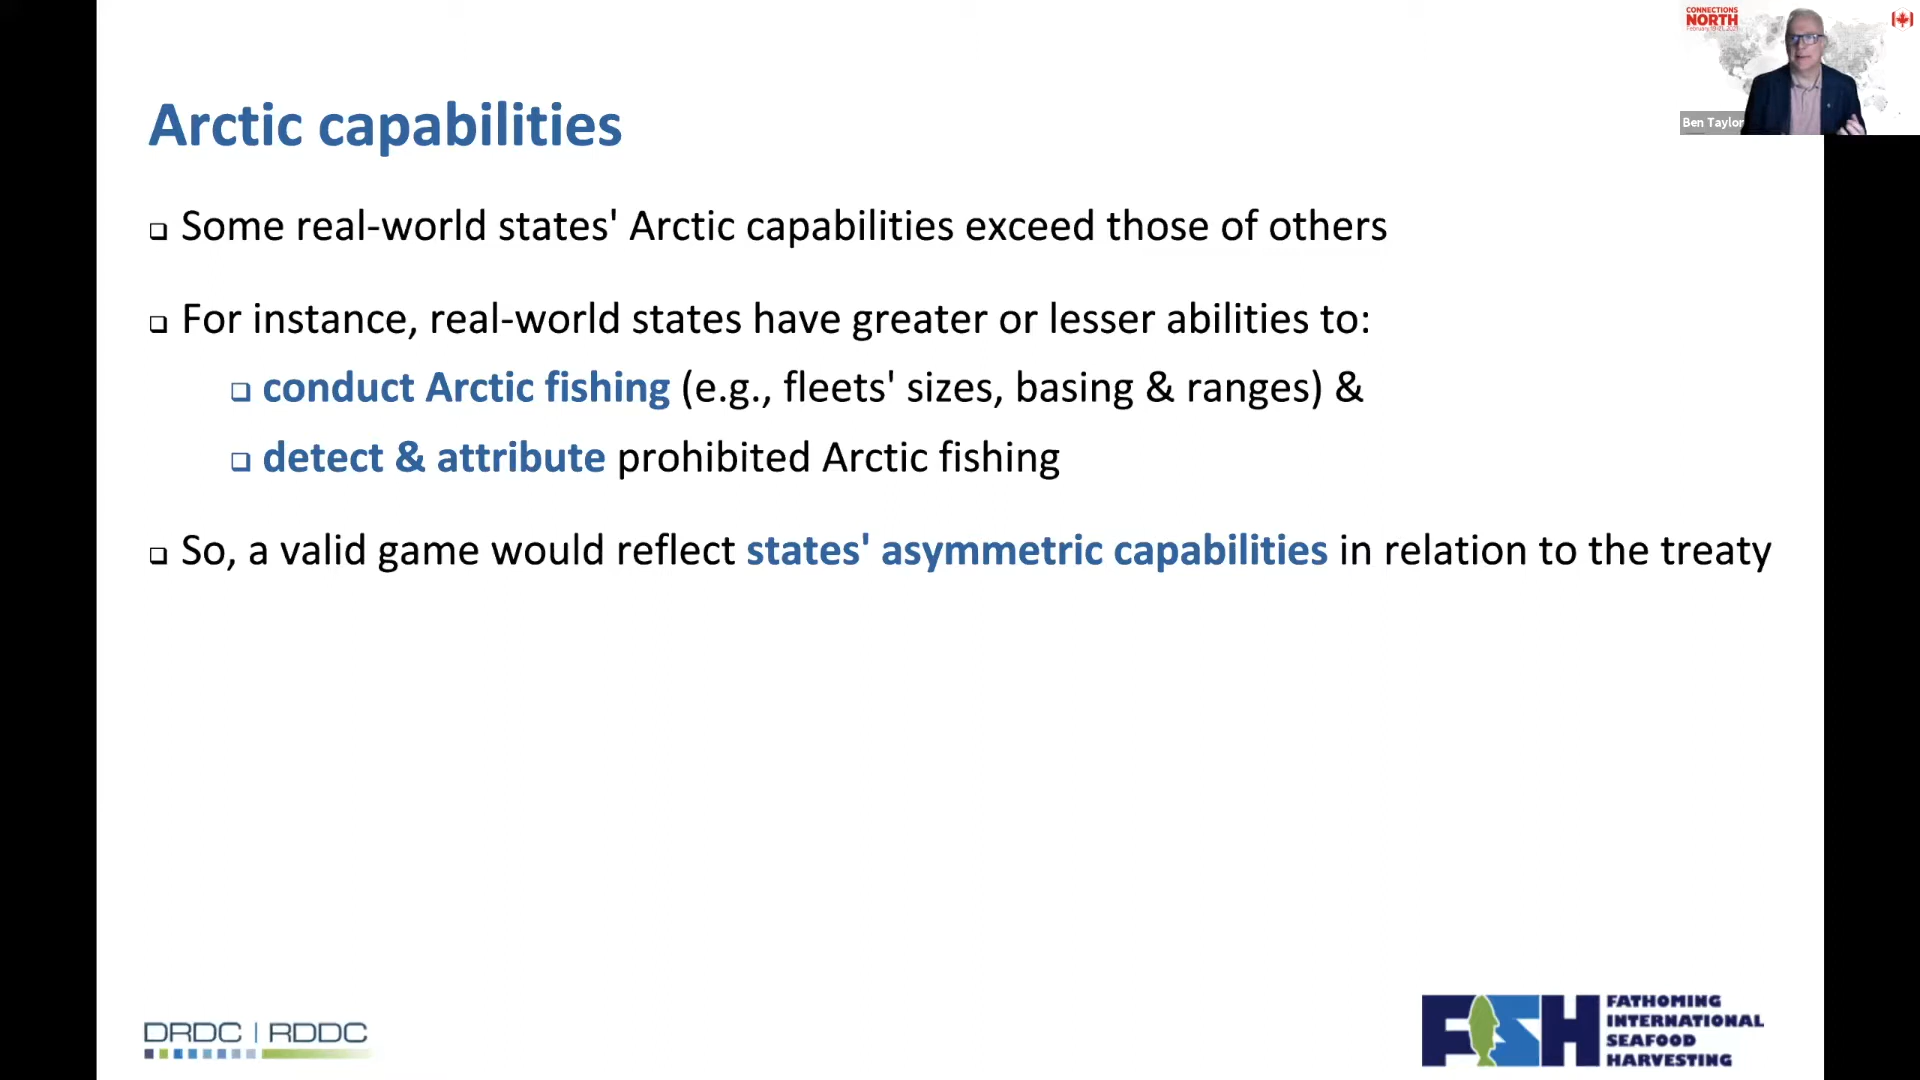 CONNECTIONS
NORTH
Ben Taylor
Arctic capabilities
❑ Some real-world states' Arctic capabilities exceed those of others
❑ For instance, real-world states have greater or lesser abilities to:
❑ conduct Arctic fishing (e.g., fleets' sizes, basing & ranges) &
❑ detect & attribute prohibited Arctic fishing
❑ So, a valid game would reflect states' asymmetric capabilities in relation to the treaty
DRDC | RDDC
FISH
FATHOMING
INTERNATIONAL
SEAFOOD
HARVESTING